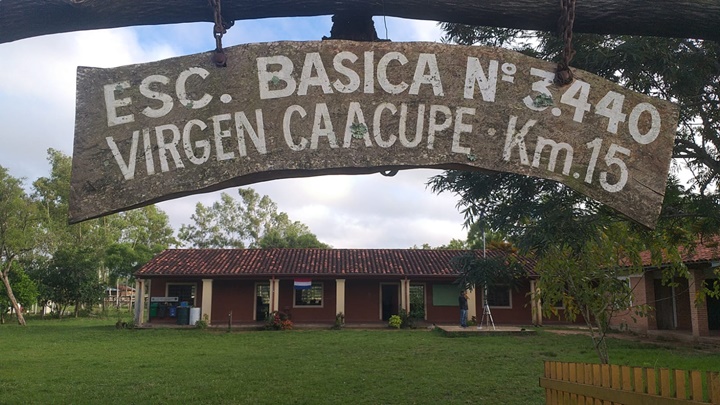 ESC. BASICA Nº 3.440
VIRGEN CAACUPE · Km. 15